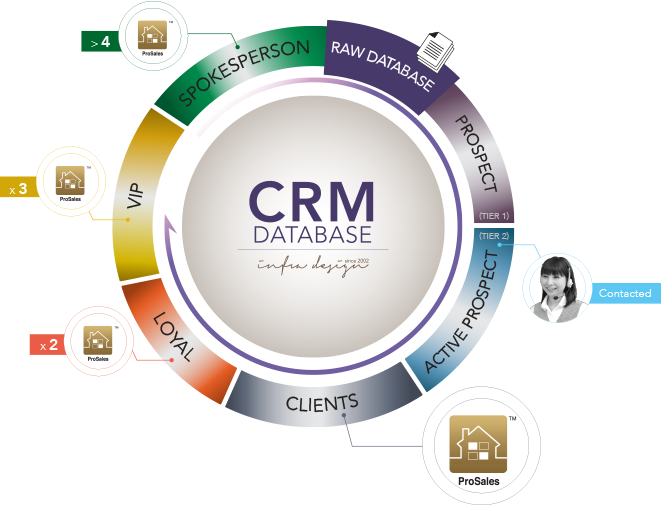 > 4
ProSales
TM
SPOKESPERSON
RAW DATABASE
PROSPECT
(TIER 1)
x 3
ProSales
TM
VIP
CRM
DATABASE
infra design
since 2002
(TIER 2)
ACTIVE PROSPECT
Contacted
x 2
ProSales
TM
LOYAL
CLIENTS
ProSales
TM